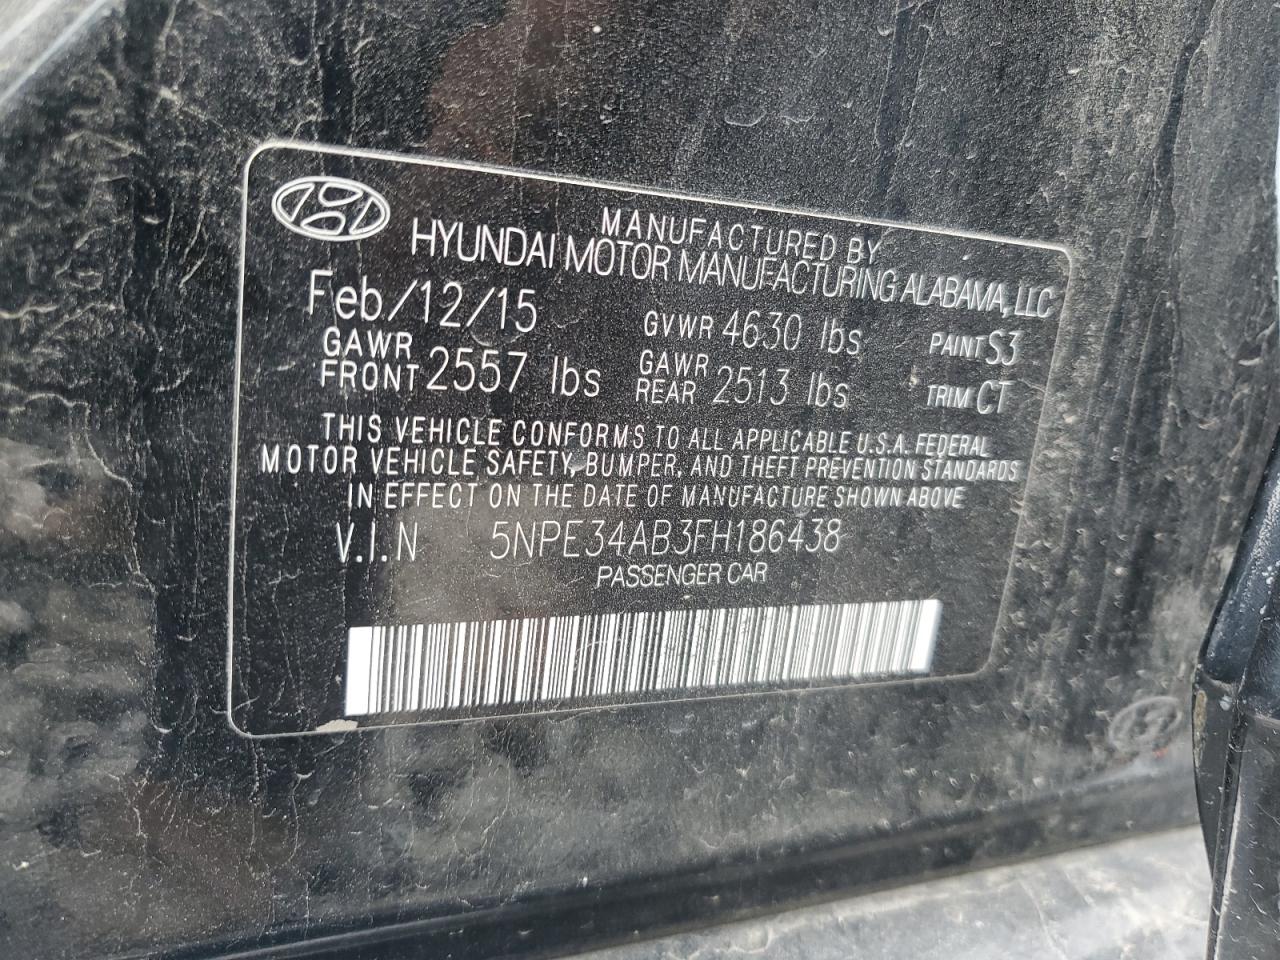 MANUFACTURED BY
HYUNDAI MOTOR MANUFACTURING ALABAMA, LLC
Feb/12/15 GVWR 4630 lbs PAINT S3
GAWR FRONT 2557 lbs GAWR REAR 2513 lbs TRIM CT
THIS VEHICLE CONFORMS TO ALL APPLICABLE U.S.A. FEDERAL
MOTOR VEHICLE SAFETY, BUMPER, AND THEFT PREVENTION STANDARDS
IN EFFECT ON THE DATE OF MANUFACTURE SHOWN ABOVE
V.I.N 5NPE34AB3FH186438
PASSENGER CAR